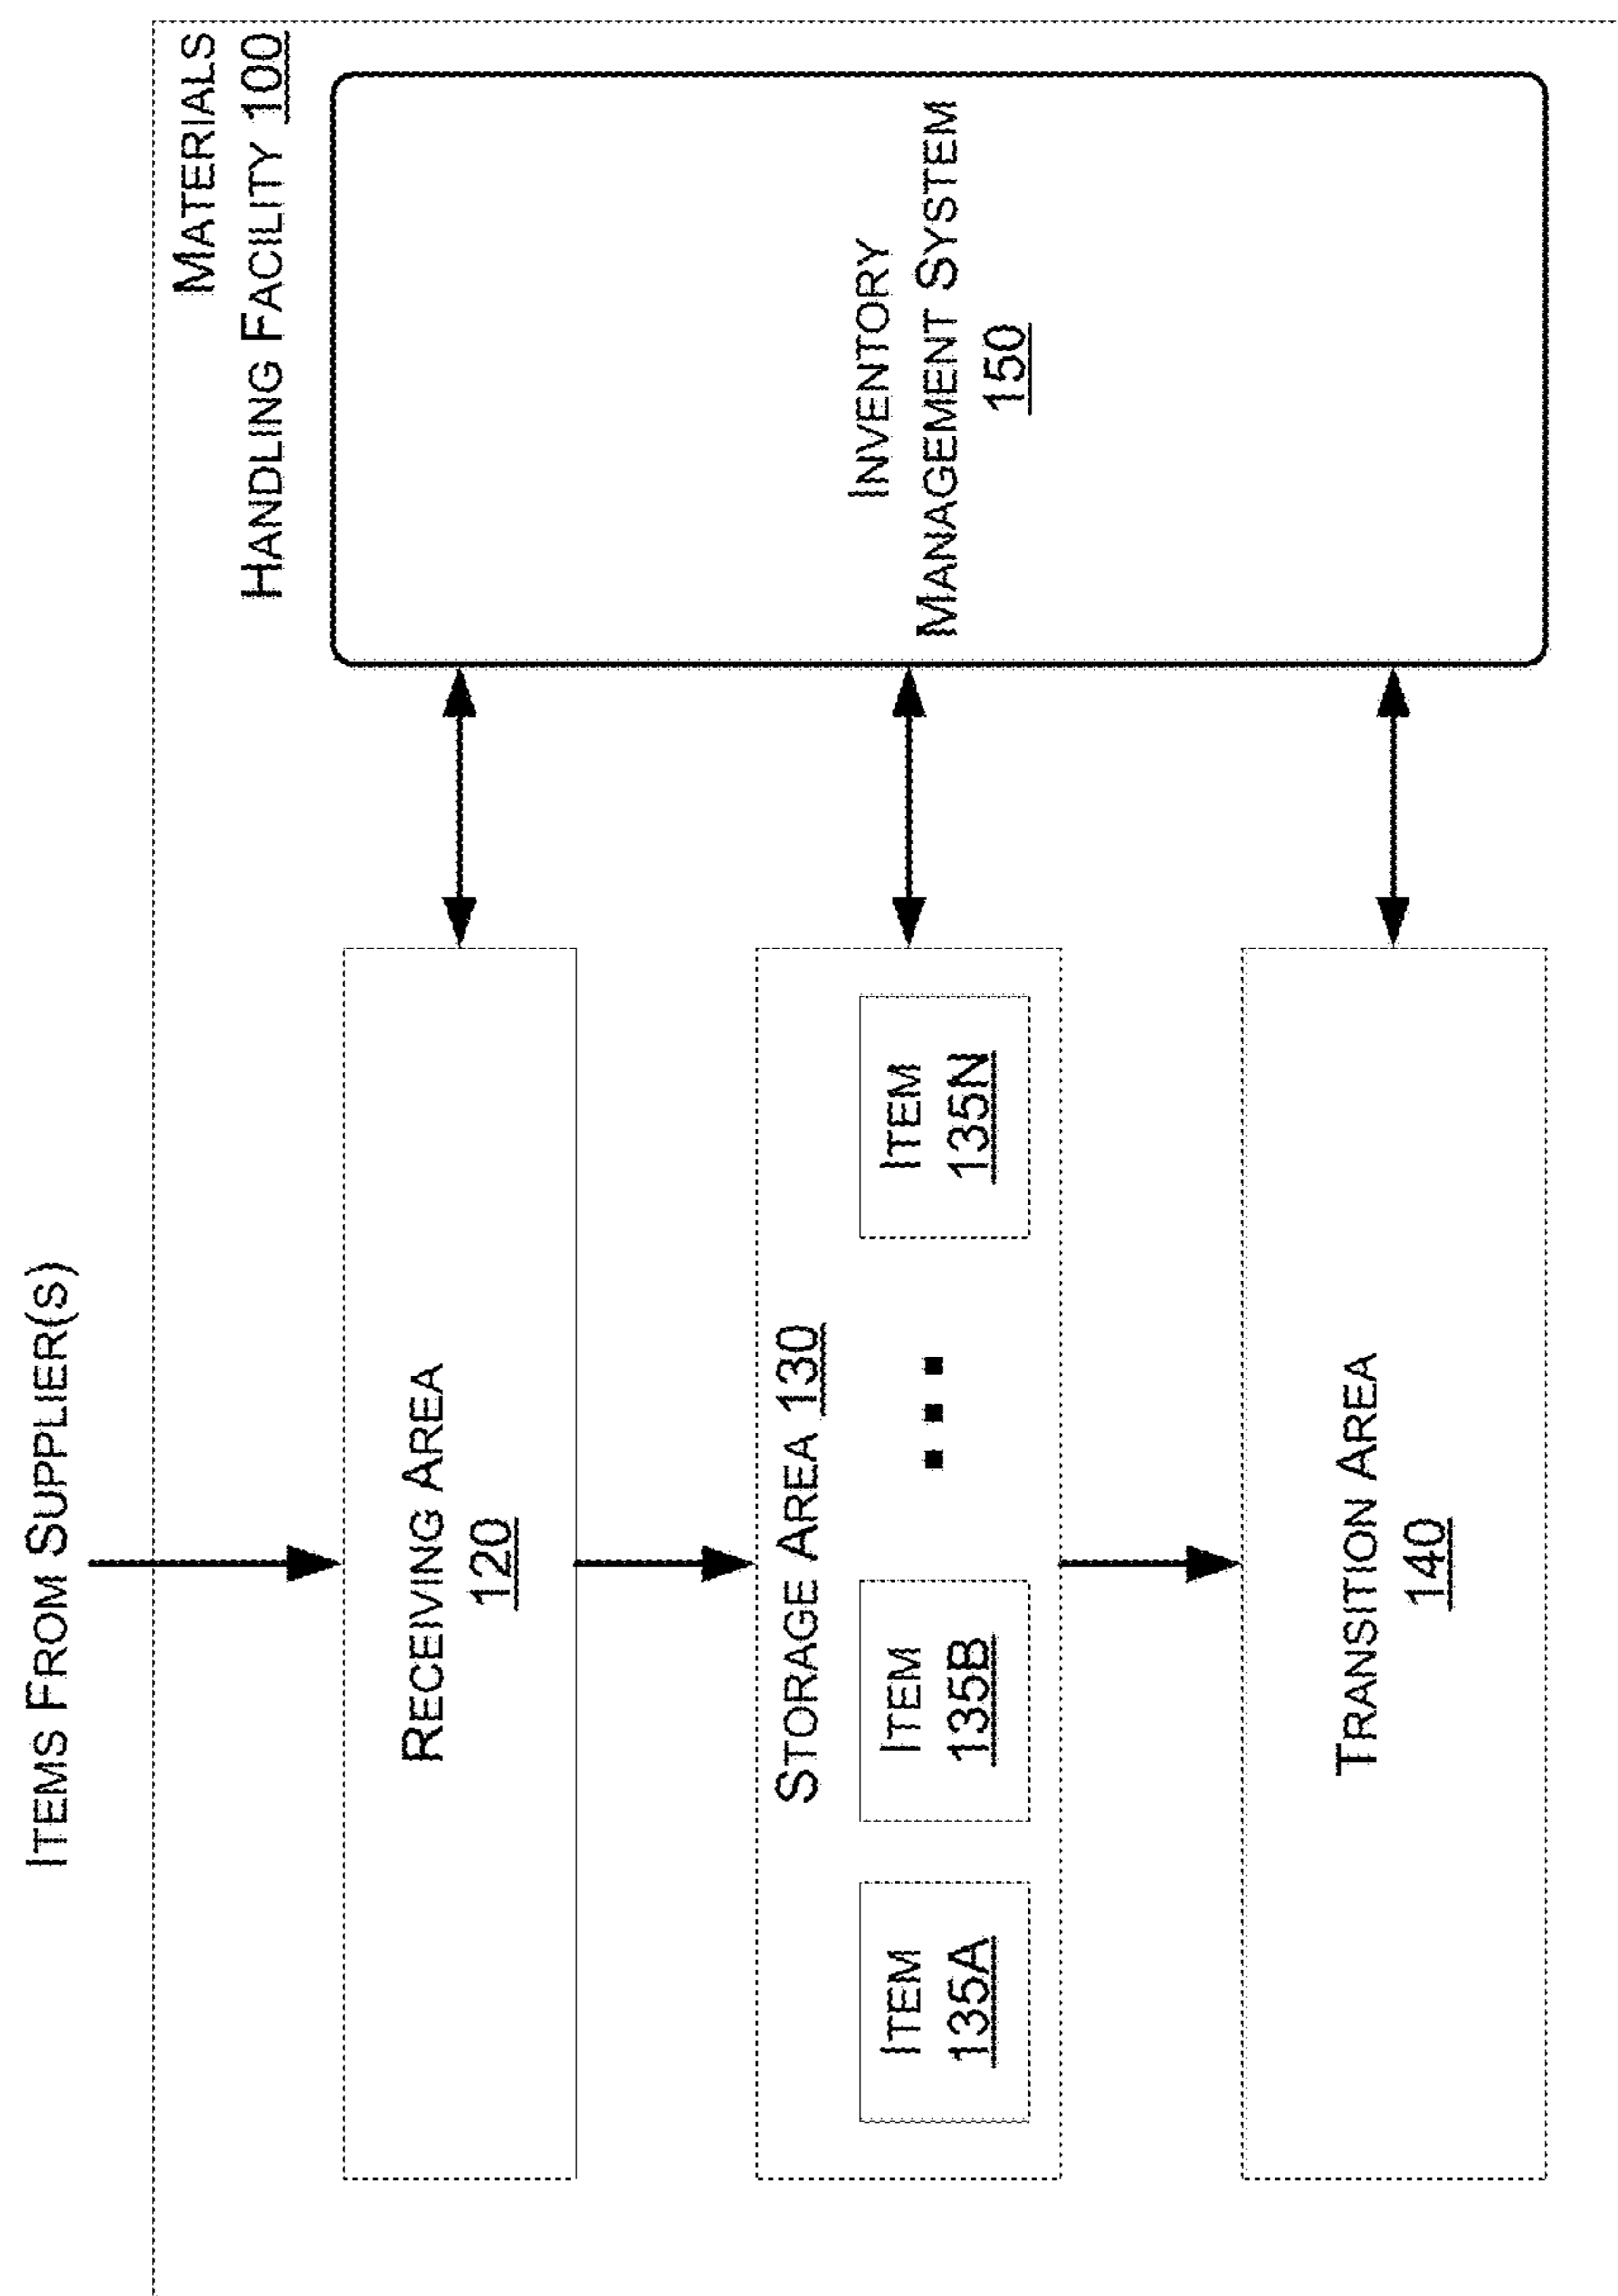 ITEMS FROM SUPPLIER(S)
MATERIALS
HANDLING FACILITY 100
RECEIVING AREA
120
STORAGE AREA 130
ITEM
135A
ITEM
135B
ITEM
135N
TRANSITION AREA
140
INVENTORY
MANAGEMENT SYSTEM
150